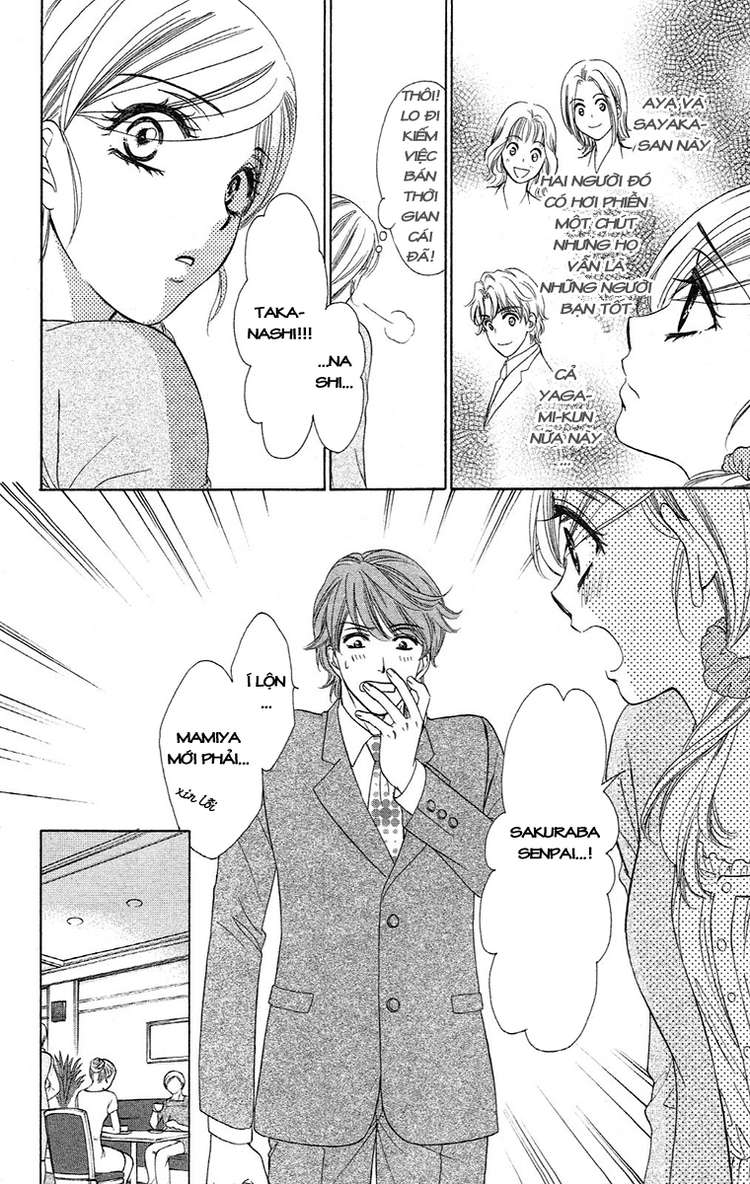 AYA VA
SAYAKA-
SAN NÀY
HAI NGƯỜI ĐÓ
CÓ HƠI PHIỀN
MỘT CHÚT
NHƯNG HỌ
VẪN LÀ
NHỮNG NGƯỜI
BẠN TỐT
CẢ
YAGA-
MI-KUN
NỮA NÀY
....
THÔI!
LO ĐI
KIẾM
VIỆC
BÁN
THỜI
GIAN
CÁI
ĐÃ!
TAKA-
NASHI!!!
...NA
SHI...
SAKURABA
SENPAI...!
Í LỘN
...
MAMIYA
MỚI PHẢI...
xin lỗi